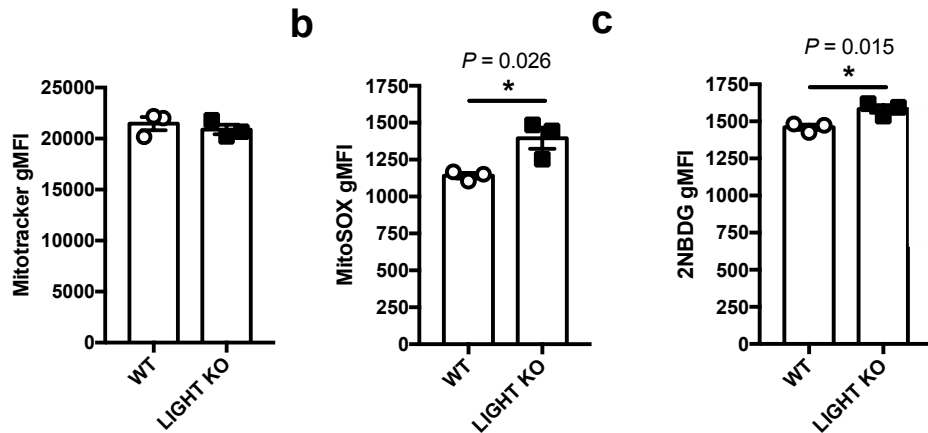 b
c
Mitotracker gMFI
25000
20000
15000
10000
5000
0
WT
LIGHT KO
P = 0.026
*
MitoSOX gMFI
1750
1500
1250
1000
750
500
250
0
WT
LIGHT KO
P = 0.015
*
2NBDG gMFI
1750
1500
1250
1000
750
500
250
0
WT
LIGHT KO